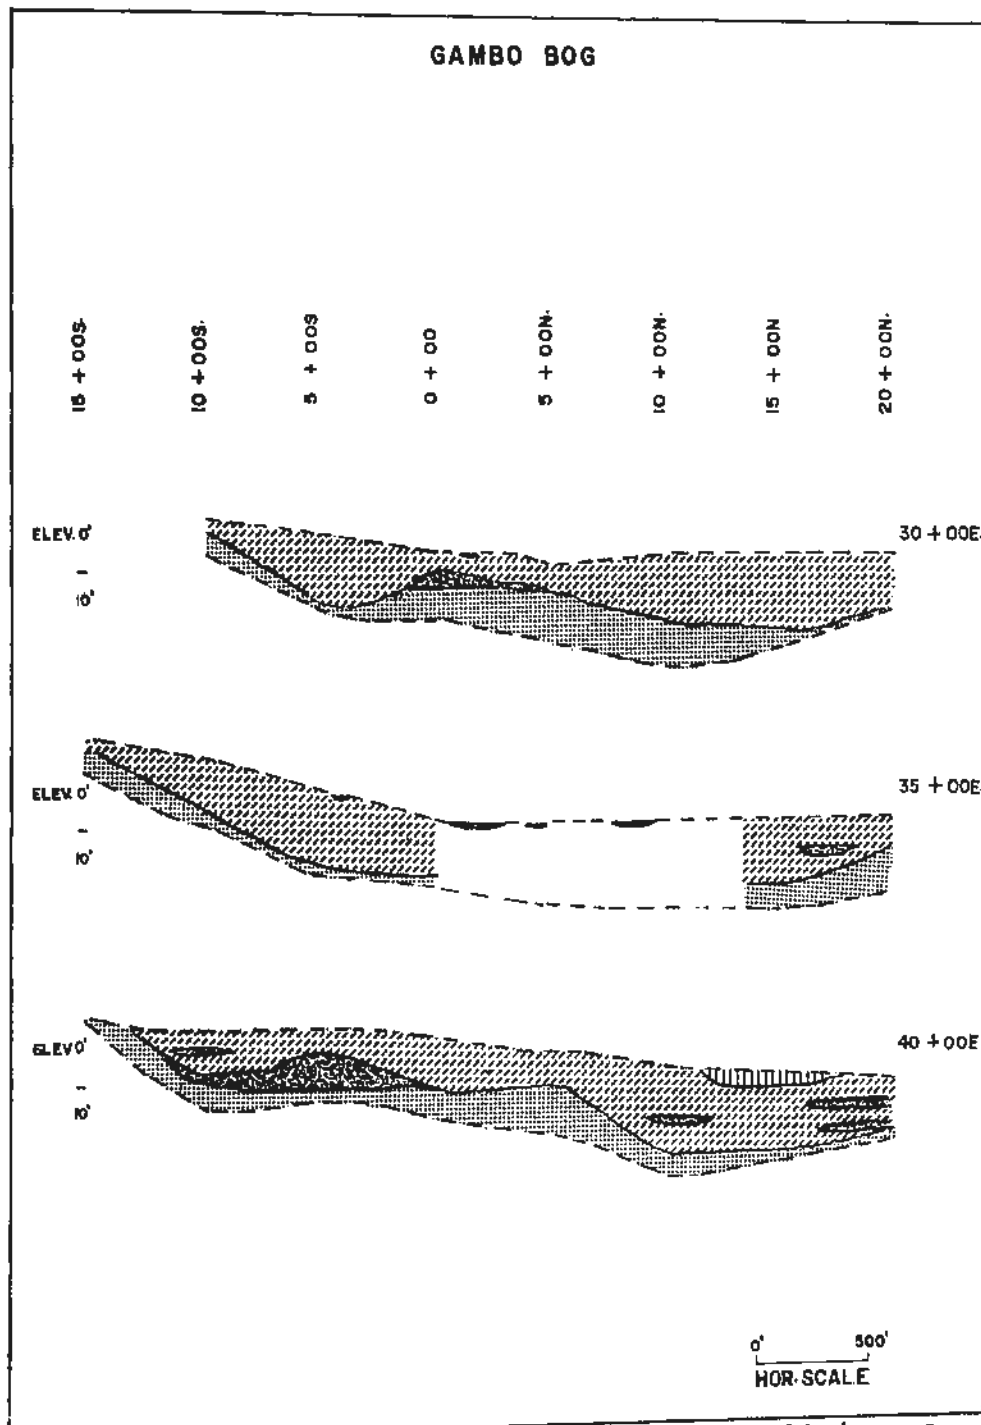 GAMBO BOG
15 + 00S.
10 + 00S.
5 + 00S
0 + 00
5 + 00N.
10 + 00N.
15 + 00N
20 + 00N.
ELEV. 0'
10'
30 + 00E.
ELEV. 0'
10'
35 + 00E.
ELEV 0'
10'
40 + 00E
0' 500'
HOR. SCALE